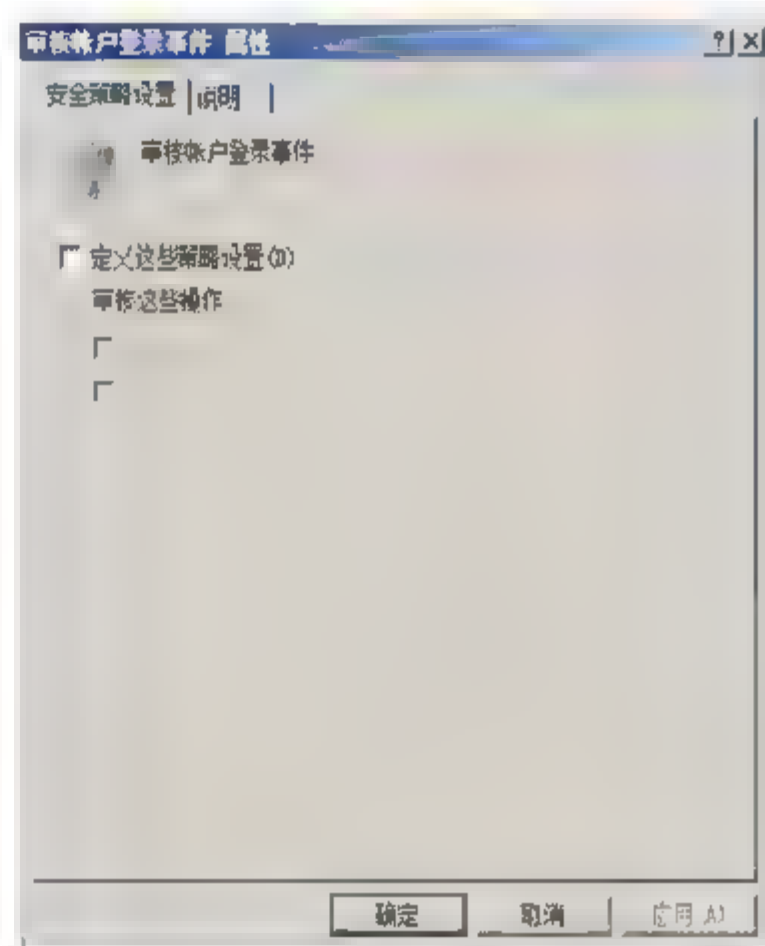 审核帐户登录事件 属性
安全策略设置 说明
审核帐户登录事件
定义这些策略设置(D)
审核这些操作
确定 取消 应用(A)